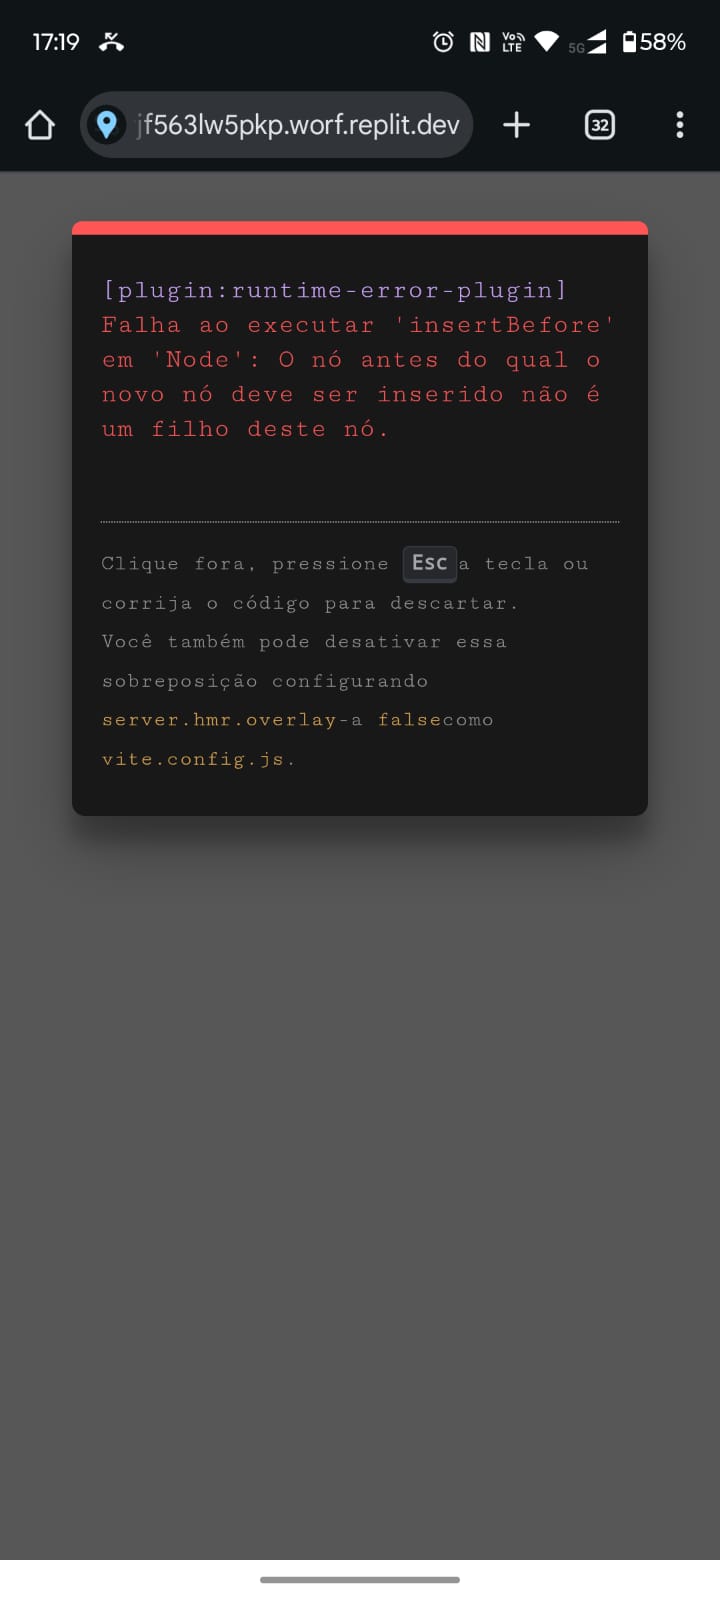 17:19
Vo
LTE
5G
58%
jf563lw5pkp.worf.replit.dev
32
[plugin:runtime-error-plugin]
Falha ao executar 'insertBefore'
em 'Node': O nó antes do qual o
novo nó deve ser inserido não é
um filho deste nó.
Clique fora, pressione Esc a tecla ou
corrija o código para descartar.
Você também pode desativar essa
sobreposição configurando
server.hmr.overlay-a falsecomo
vite.config.js.